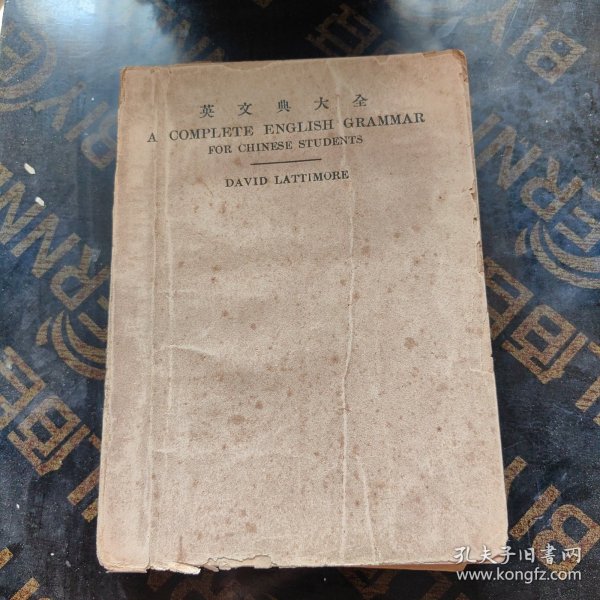 英文典大全
A COMPLETE ENGLISH GRAMMAR
FOR CHINESE STUDENTS
DAVID LATTIMORE
孔夫子旧书网
www.kongfz.com